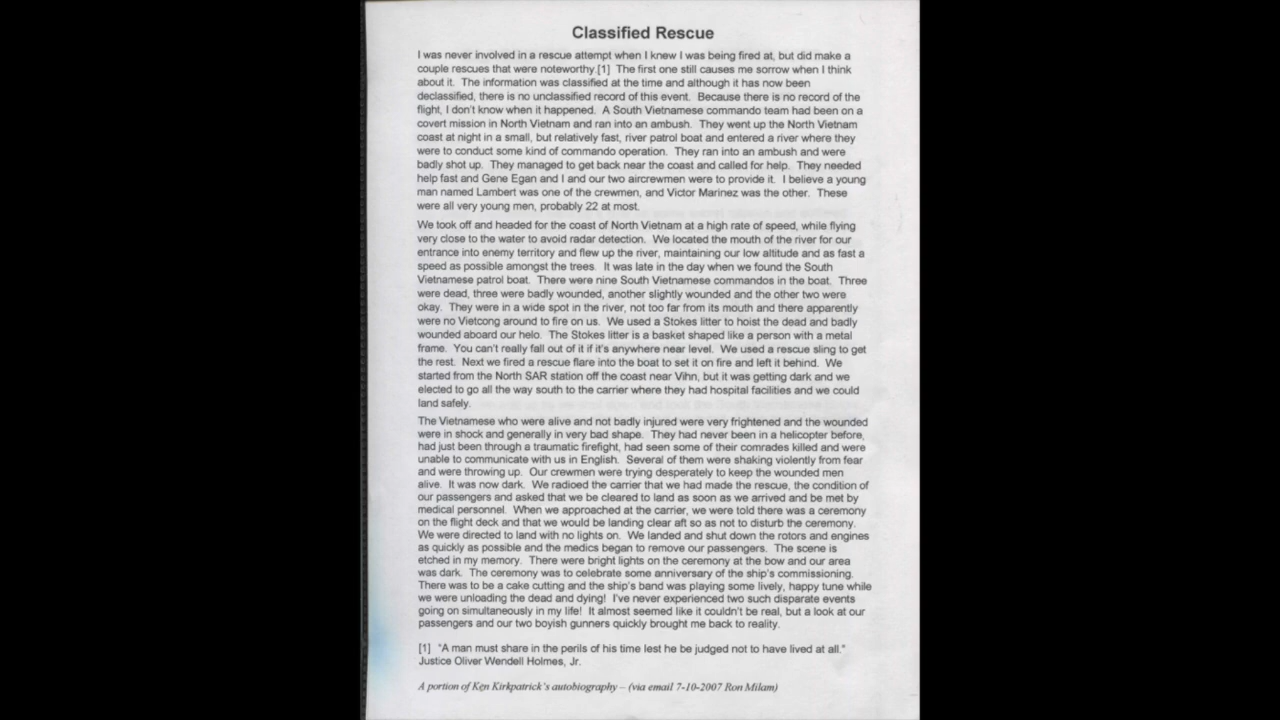 Classified Rescue
I was never involved in a rescue attempt when I knew I was being fired at, but did make a
couple rescues that were noteworthy.[1]  The first one still causes me sorrow when I think
about it.  The information was classified at the time and although it has now been
declassified, there is no unclassified record of this event.  Because there is no record of the
flight, I don't know when it happened.  A South Vietnamese commando team had been on a
covert mission in North Vietnam and ran into an ambush.  They went up the North Vietnam
coast at night in a small, but relatively fast, river patrol boat and entered a river where they
were to conduct some kind of commando operation.  They ran into an ambush and were
badly shot up.  They managed to get back near the coast and called for help.  They needed
help fast and Gene Egan and I and our two aircrewmen were to provide it.  I believe a young
man named Lambert was one of the crewmen, and Victor Marinez was the other.  These
were all very young men, probably 22 at most.
We took off and headed for the coast of North Vietnam at a high rate of speed, while flying
very close to the water to avoid radar detection.  We located the mouth of the river for our
entrance into enemy territory and flew up the river, maintaining our low altitude and as fast a
speed as possible amongst the trees.  It was late in the day when we found the South
Vietnamese patrol boat.  There were nine South Vietnamese commandos in the boat.  Three
were dead, three were badly wounded, another slightly wounded and the other two were
okay.  They were in a wide spot in the river, not too far from its mouth and there apparently
were no Vietcong around to fire on us.  We used a Stokes litter to hoist the dead and badly
wounded aboard our helo.  The Stokes litter is a basket shaped like a person with a metal
frame.  You can't really fall out of it if it's anywhere near level.  We used a rescue sling to get
the rest.  Next we fired a rescue flare into the boat to set it on fire and left it behind.  We
started from the North SAR station off the coast near Vihn, but it was getting dark and we
elected to go all the way south to the carrier where they had hospital facilities and we could
land safely.
The Vietnamese who were alive and not badly injured were very frightened and the wounded
were in shock and generally in very bad shape.  They had never been in a helicopter before,
had just been through a traumatic firefight, had seen some of their comrades killed and were
unable to communicate with us in English.  Several of them were shaking violently from fear
and were throwing up.  Our crewmen were trying desperately to keep the wounded men
alive.  It was now dark.  We radioed the carrier that we had made the rescue, the condition of
our passengers and asked that we be cleared to land as soon as we arrived and be met by
medical personnel.  When we approached at the carrier, we were told there was a ceremony
on the flight deck and that we would be landing clear aft so as not to disturb the ceremony.
We were directed to land with no lights on.  We landed and shut down the rotors and engines
as quickly as possible and the medics began to remove our passengers.  The scene is
etched in my memory.  There were bright lights on the ceremony at the bow and our area
was dark.  The ceremony was to celebrate some anniversary of the ship's commissioning.
There was to be a cake cutting and the ship's band was playing some lively, happy tune while
we were unloading the dead and dying!  I've never experienced two such disparate events
going on simultaneously in my life!  It almost seemed like it couldn't be real, but a look at our
passengers and our two boyish gunners quickly brought me back to reality.
[1]  "A man must share in the perils of his time lest he be judged not to have lived at all."
Justice Oliver Wendell Holmes, Jr.
A portion of Ken Kirkpatrick's autobiography – (via email 7-10-2007 Ron Milam)